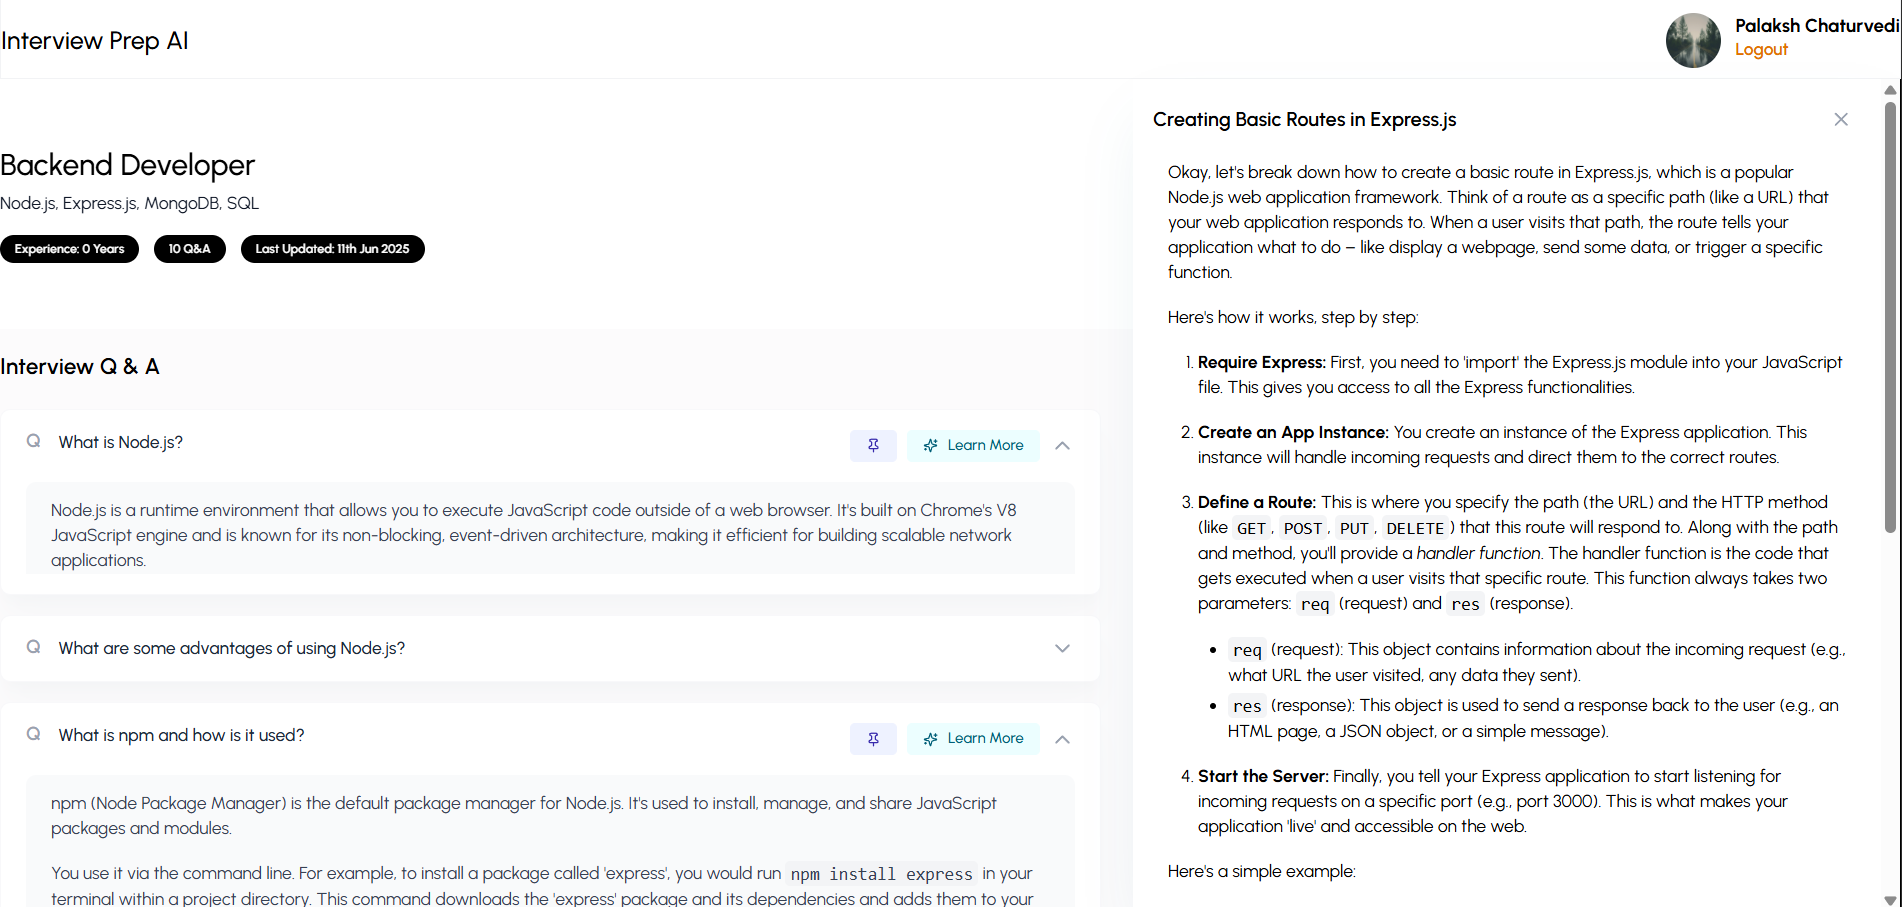 Interview Prep AI
Palaksh Chaturvedi
Logout
Backend Developer
Node.js, Express.js, MongoDB, SQL
Experience: 0 Years
10 Q&A
Last Updated: 11th Jun 2025
Interview Q & A
Q What is Node.js?
Learn More
Node.js is a runtime environment that allows you to execute JavaScript code outside of a web browser. It's built on Chrome's V8
JavaScript engine and is known for its non-blocking, event-driven architecture, making it efficient for building scalable network
applications.
Q What are some advantages of using Node.js?
Q What is npm and how is it used?
Learn More
npm (Node Package Manager) is the default package manager for Node.js. It's used to install, manage, and share JavaScript
packages and modules.
You use it via the command line. For example, to install a package called 'express', you would run npm install express in your
terminal within a project directory. This command downloads the 'express' package and its dependencies and adds them to your
Creating Basic Routes in Express.js
Okay, let's break down how to create a basic route in Express.js, which is a popular
Node.js web application framework. Think of a route as a specific path (like a URL) that
your web application responds to. When a user visits that path, the route tells your
application what to do – like display a webpage, send some data, or trigger a specific
function.
Here's how it works, step by step:
1. Require Express: First, you need to 'import' the Express.js module into your JavaScript
file. This gives you access to all the Express functionalities.
2. Create an App Instance: You create an instance of the Express application. This
instance will handle incoming requests and direct them to the correct routes.
3. Define a Route: This is where you specify the path (the URL) and the HTTP method
(like GET, POST, PUT, DELETE) that this route will respond to. Along with the path
and method, you'll provide a handler function. The handler function is the code that
gets executed when a user visits that specific route. This function always takes two
parameters: req (request) and res (response).
• req (request): This object contains information about the incoming request (e.g.,
what URL the user visited, any data they sent).
• res (response): This object is used to send a response back to the user (e.g., an
HTML page, a JSON object, or a simple message).
4. Start the Server: Finally, you tell your Express application to start listening for
incoming requests on a specific port (e.g., port 3000). This is what makes your
application 'live' and accessible on the web.
Here's a simple example: